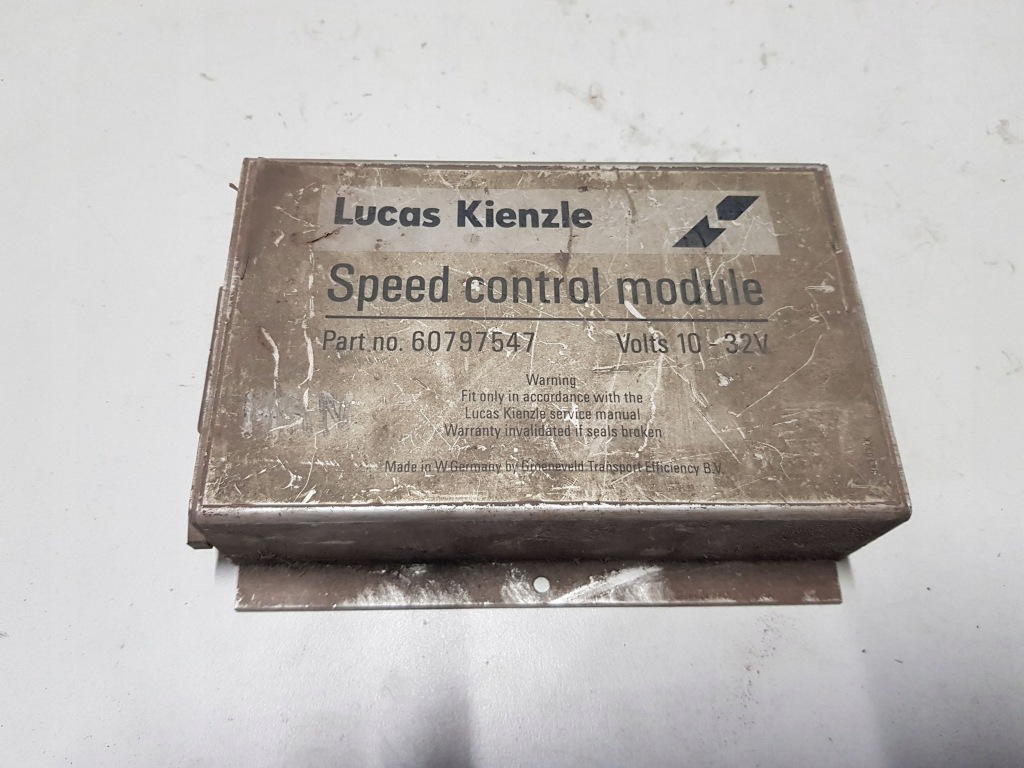 Lucas Kienzle
Speed control module
Part no. 60797547 Volts 10 - 32V
Warning
Fit only in accordance with the
Lucas Kienzle service manual
Warranty invalidated if seals broken
Made in W.Germany by Groeneveld Transport Efficiency B.V.